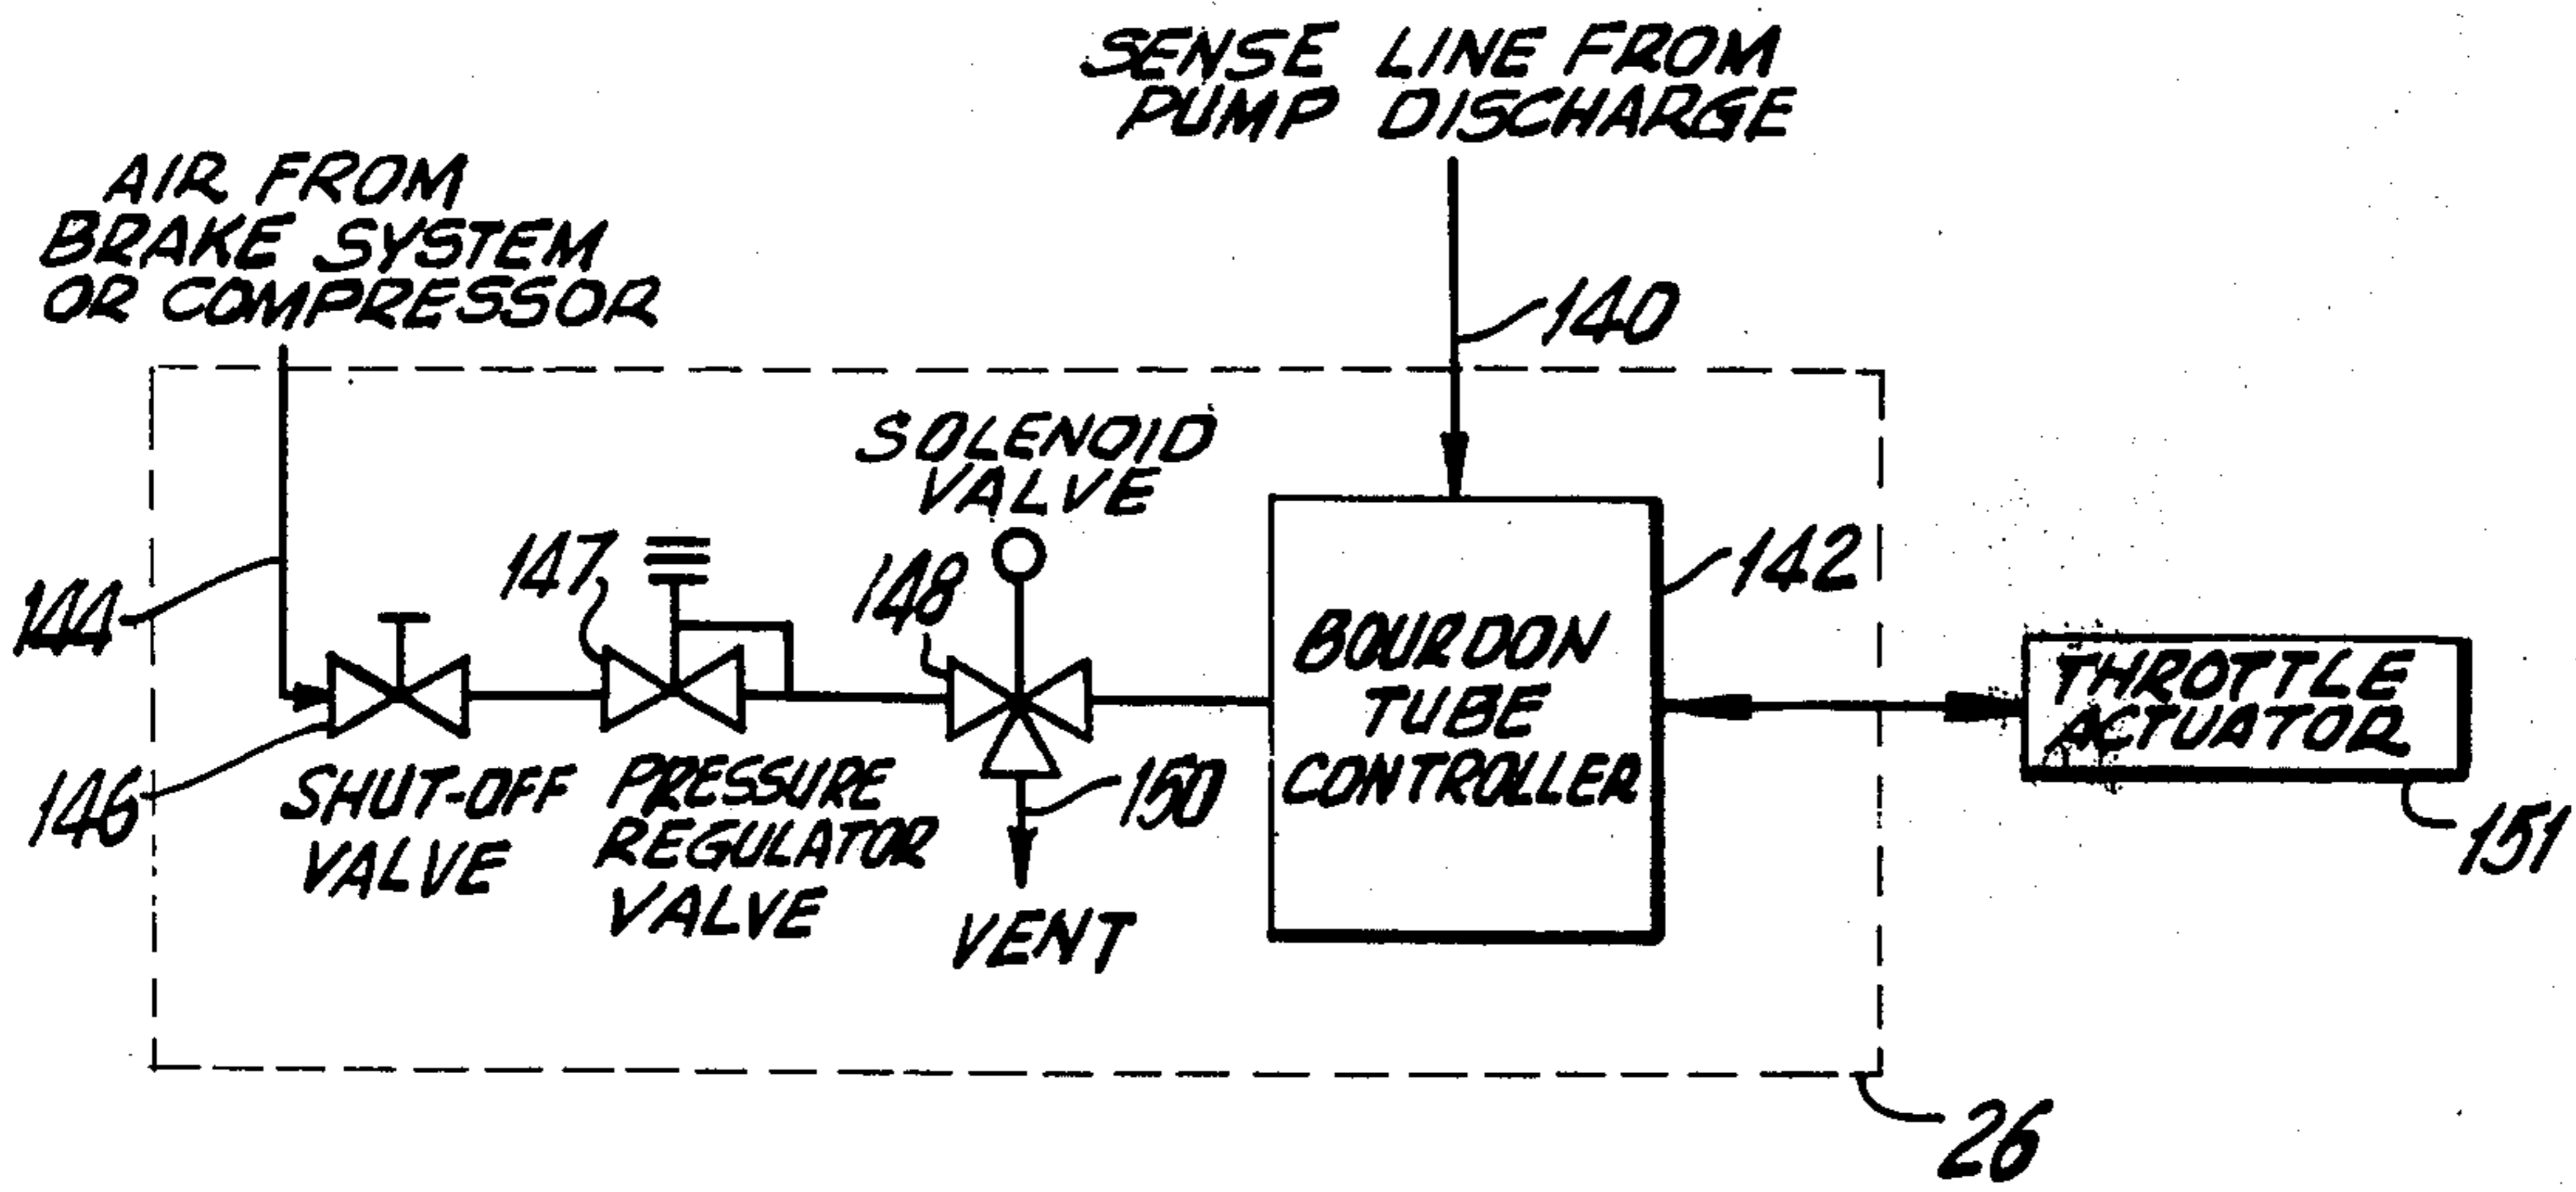 SENSE LINE FROM
PUMP DISCHARGE
AIR FROM
BRAKE SYSTEM
OR COMPRESSOR
140
SOLENOID
VALVE
144
147
148
142
BOURDON
TUBE
CONTROLLER
THROTTLE
ACTUATOR
146
SHUT-OFF
VALVE
PRESSURE
REGULATOR
VALVE
150
VENT
151
26